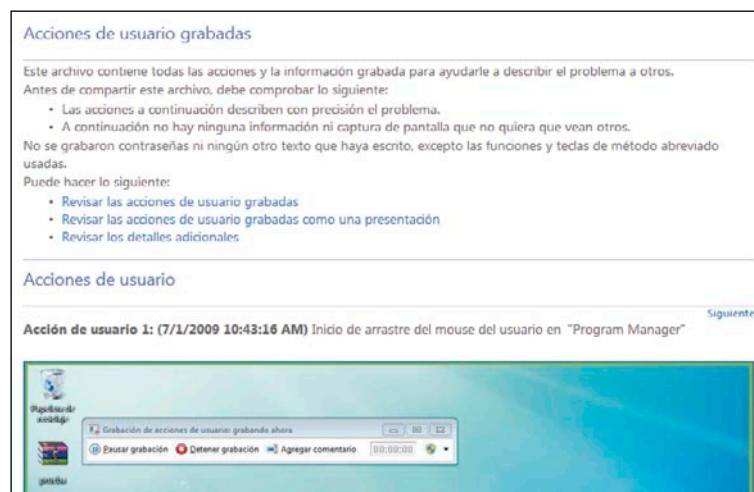 Acciones de usuario grabadas
Este archivo contiene todas las acciones y la información grabada para ayudarle a describir el problema a otros.
Antes de compartir este archivo, debe comprobar lo siguiente:
• Las acciones a continuación describen con precisión el problema.
• A continuación no hay ninguna información ni captura de pantalla que no quiera que vean otros.
No se grabaron contraseñas ni ningún otro texto que haya escrito, excepto las funciones y teclas de método abreviado
usadas.
Puede hacer lo siguiente:
• Revisar las acciones de usuario grabadas
• Revisar las acciones de usuario grabadas como una presentación
• Revisar los detalles adicionales
Acciones de usuario
Siguiente
Acción de usuario 1: (7/1/2009 10:43:16 AM) Inicio de arrastre del mouse del usuario en "Program Manager"
Papelera de
reciclaje
Grabación de acciones de usuario: grabando ahora
Pausar grabación Detener grabación Agregar comentario 00:00:00
prueba